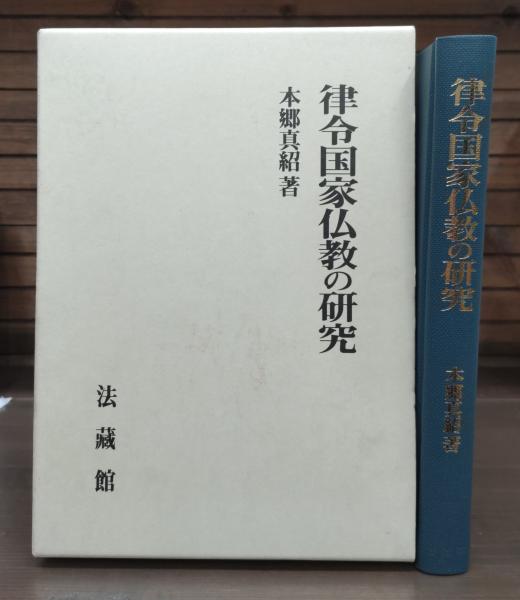 律令国家仏教の研究
本郷真紹著
法藏館
律令国家仏教の研究
本郷真紹著